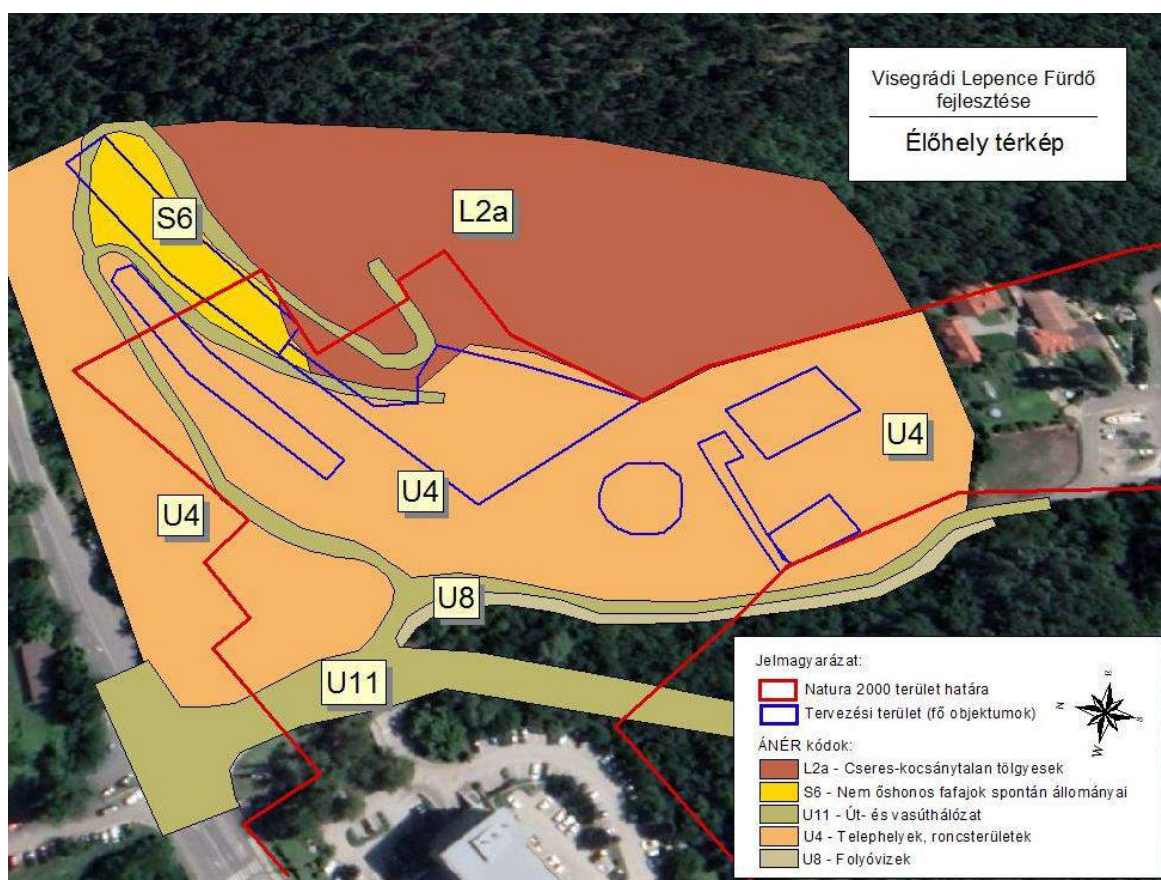 Visegrádi Lepence Fürdő
fejlesztése
Élőhely térkép
S6
L2a
U4
U4
U4
U8
U11
Jelmagyarázat:
Natura 2000 terület határa
Tervezési terület (fő objektumok)
ÁNÉR kódok:
L2a - Cseres-kocsánytalan tölgyesek
S6 - Nem őshonos fafajok spontán állományai
U11 - Út- és vasúthálózat
U4 - Telephelyek, roncsterületek
U8 - Folyóvizek
N
E
S
W